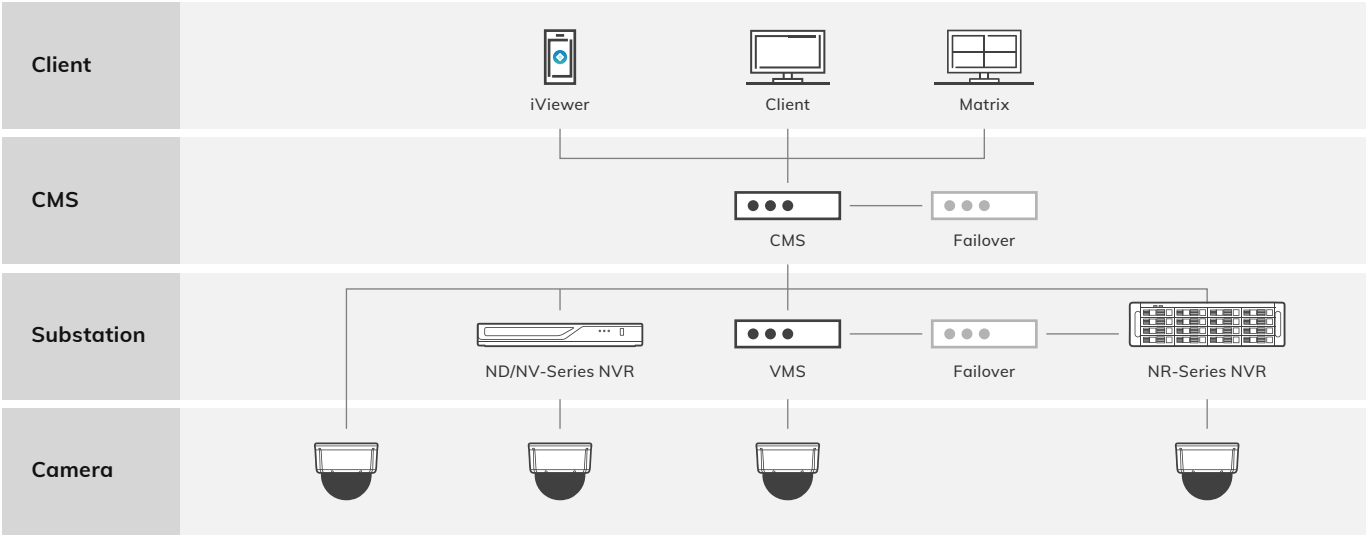 Client
iViewer
Client
Matrix
CMS
CMS
Failover
Substation
ND/NV-Series NVR
VMS
Failover
NR-Series NVR
Camera